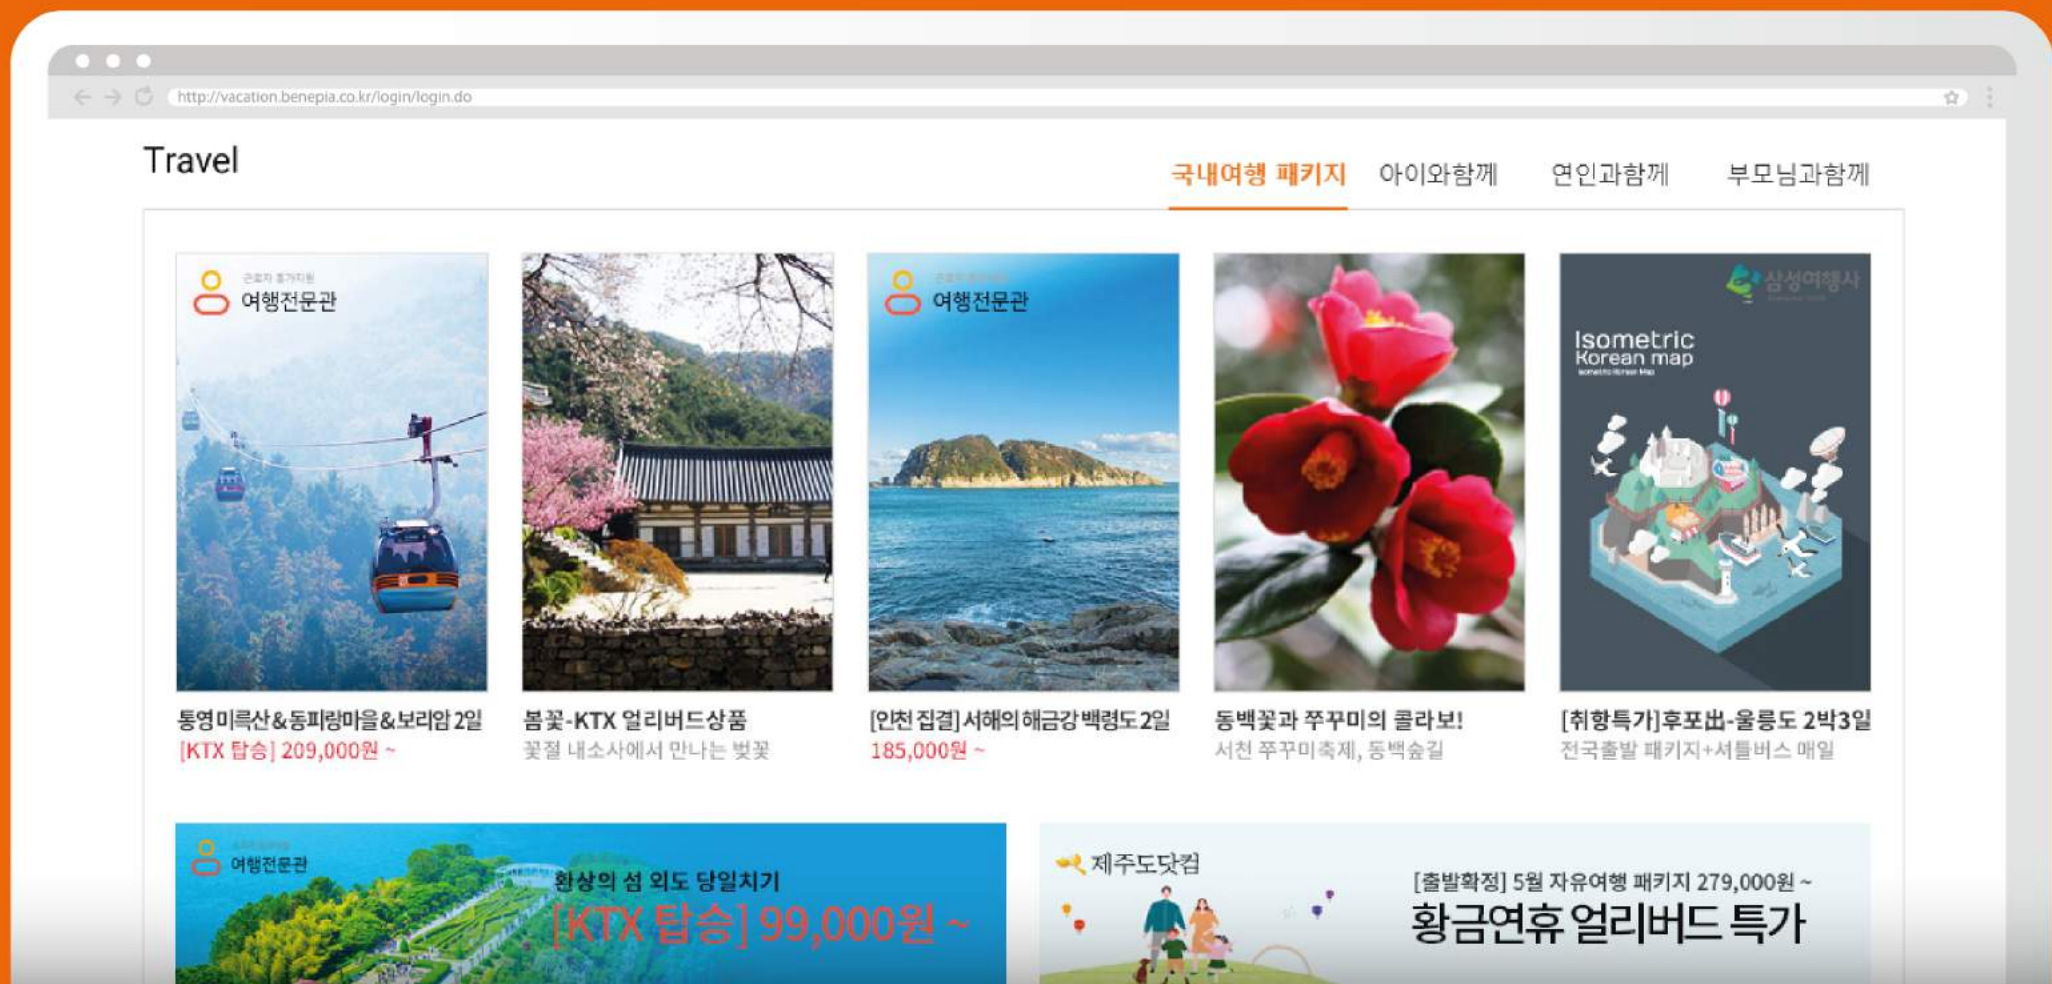 http://vacation.benepia.co.kr/login/login.do
Travel
국내여행 패키지 아이와함께 연인과함께 부모님과함께
근로자 휴가지원
여행전문관
여행전문관
삼성여행사
Isometric
Korean map
Isometric Korean Map
통영 미륵산&동피랑마을&보리암 2일
[KTX 탑승] 209,000원 ~
봄꽃-KTX 얼리버드상품
꽃절 내소사에서 만나는 벚꽃
[인천 집결] 서해의 해금강 백령도 2일
185,000원 ~
동백꽃과 쭈꾸미의 콜라보!
서천 쭈꾸미축제, 동백숲길
[취항특가]후포出-울릉도 2박3일
전국출발 패키지+셔틀버스 매일
여행전문관
환상의 섬 외도 당일치기
[KTX 탑승] 99,000원 ~
제주도닷컴
[출발확정] 5월 자유여행 패키지 279,000원 ~
황금연휴 얼리버드 특가